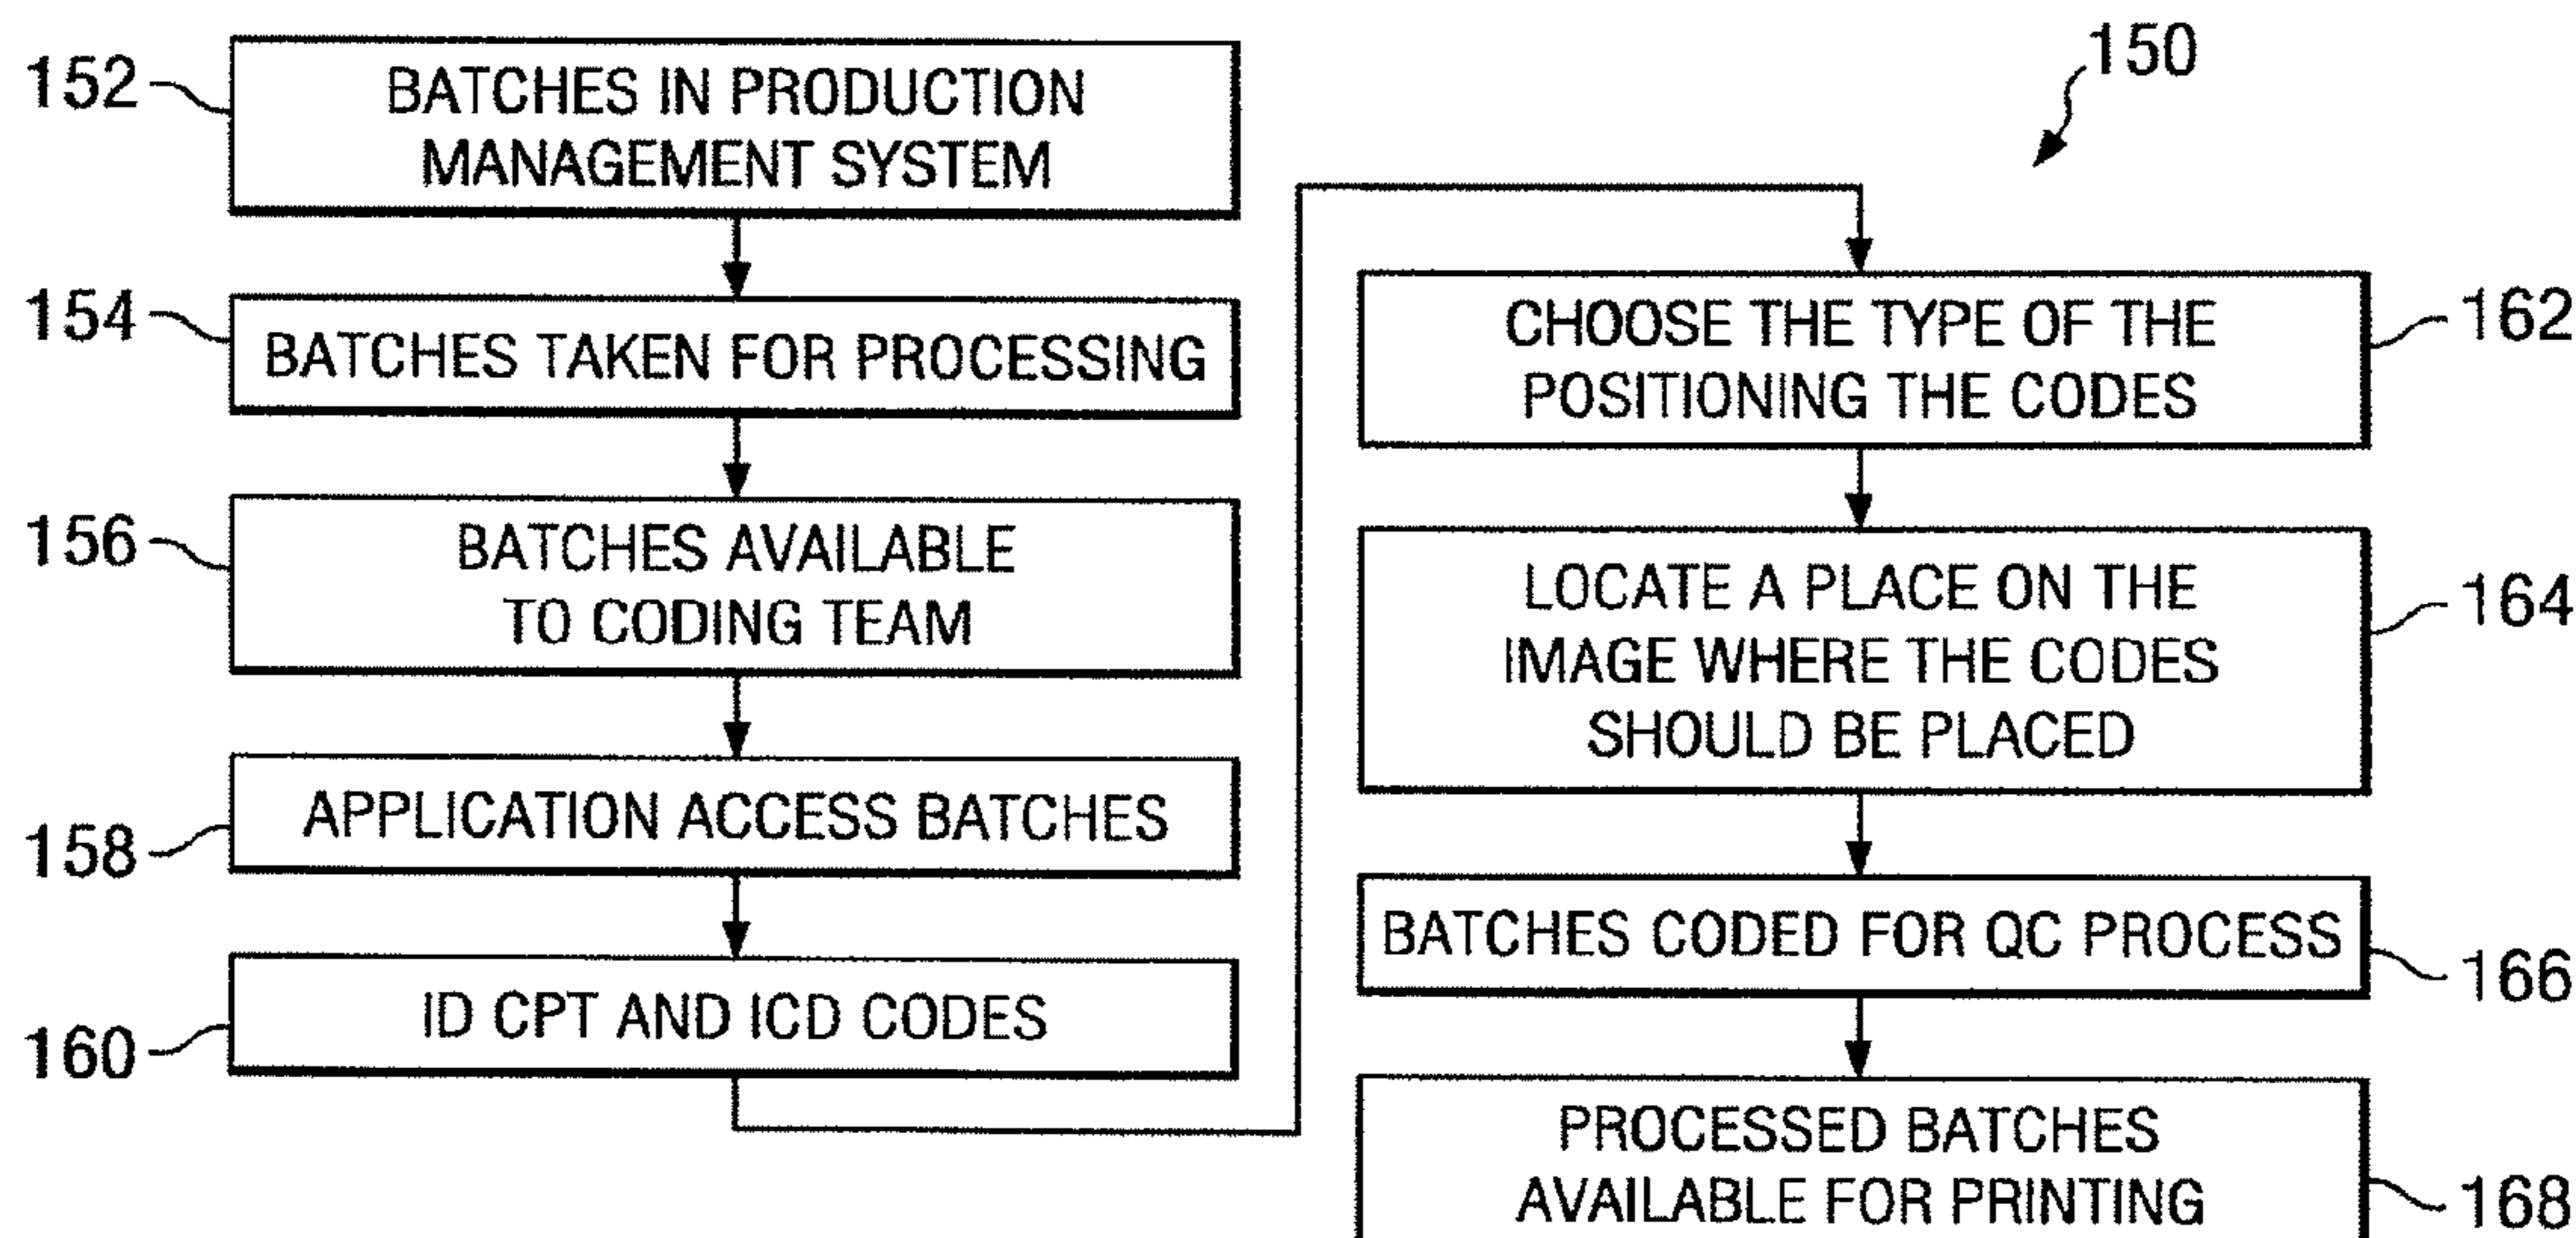 152
BATCHES IN PRODUCTION
MANAGEMENT SYSTEM
154
BATCHES TAKEN FOR PROCESSING
156
BATCHES AVAILABLE
TO CODING TEAM
158
APPLICATION ACCESS BATCHES
160
ID CPT AND ICD CODES
150
CHOOSE THE TYPE OF THE
POSITIONING THE CODES
162
LOCATE A PLACE ON THE
IMAGE WHERE THE CODES
SHOULD BE PLACED
164
BATCHES CODED FOR QC PROCESS
166
PROCESSED BATCHES
AVAILABLE FOR PRINTING
168